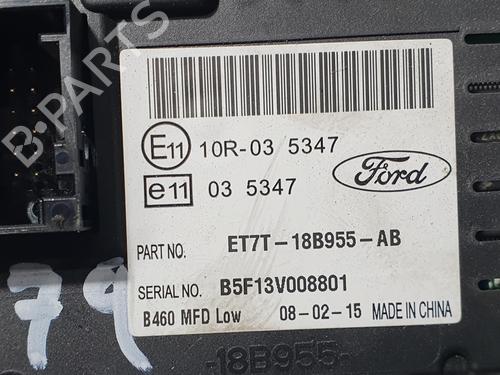 B-PARTS
E11 10R-03 5347
e11 03 5347
Ford
PART NO. ET7T-18B955-AB
SERIAL NO. B5F13V008801
B460 MFD Low 08-02-15 MADE IN CHINA
79
-18B955-